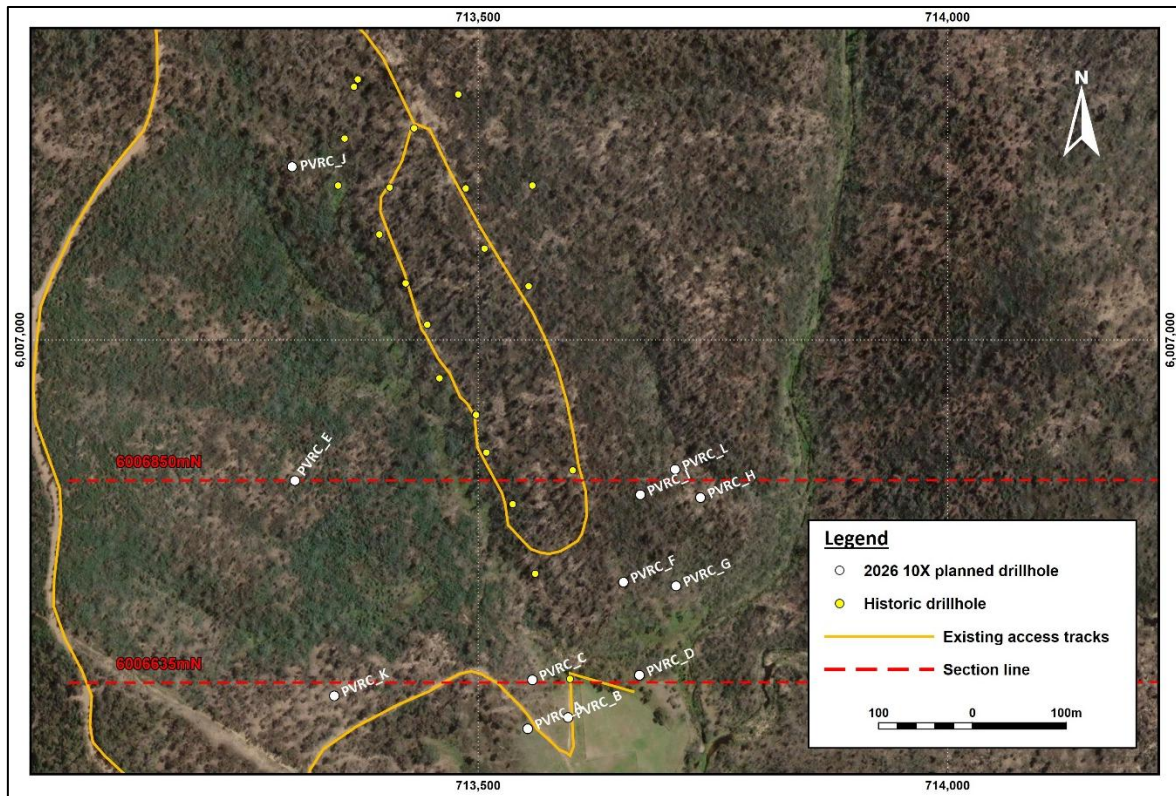 713,500
714,000
N
PVRC_J
6,007,000
6,007,000
PVRC_E
6006850mN
PVRC_L
PVRC_I
PVRC_H
PVRC_F
PVRC_G
Legend
2026 10X planned drillhole
Historic drillhole
Existing access tracks
Section line
100 0 100m
6006635mN
PVRC_C
PVRC_D
PVRC_K
PVRC_A
PVRC_B
713,500
714,000